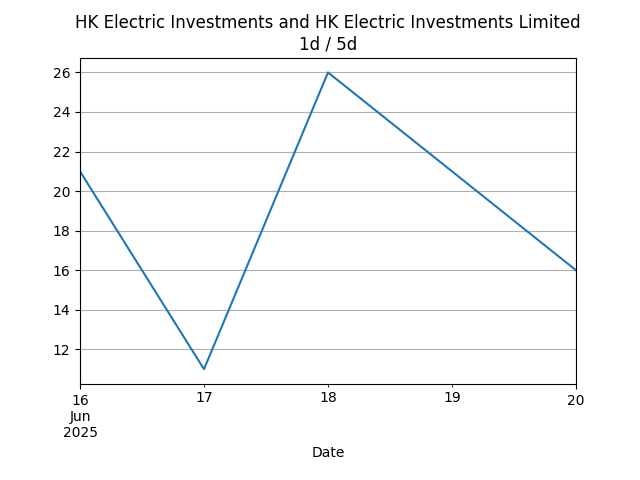 HK Electric Investments and HK Electric Investments Limited
1d / 5d
26
24
22
20
18
16
14
12
16 17 18 19 20
Jun
2025
Date